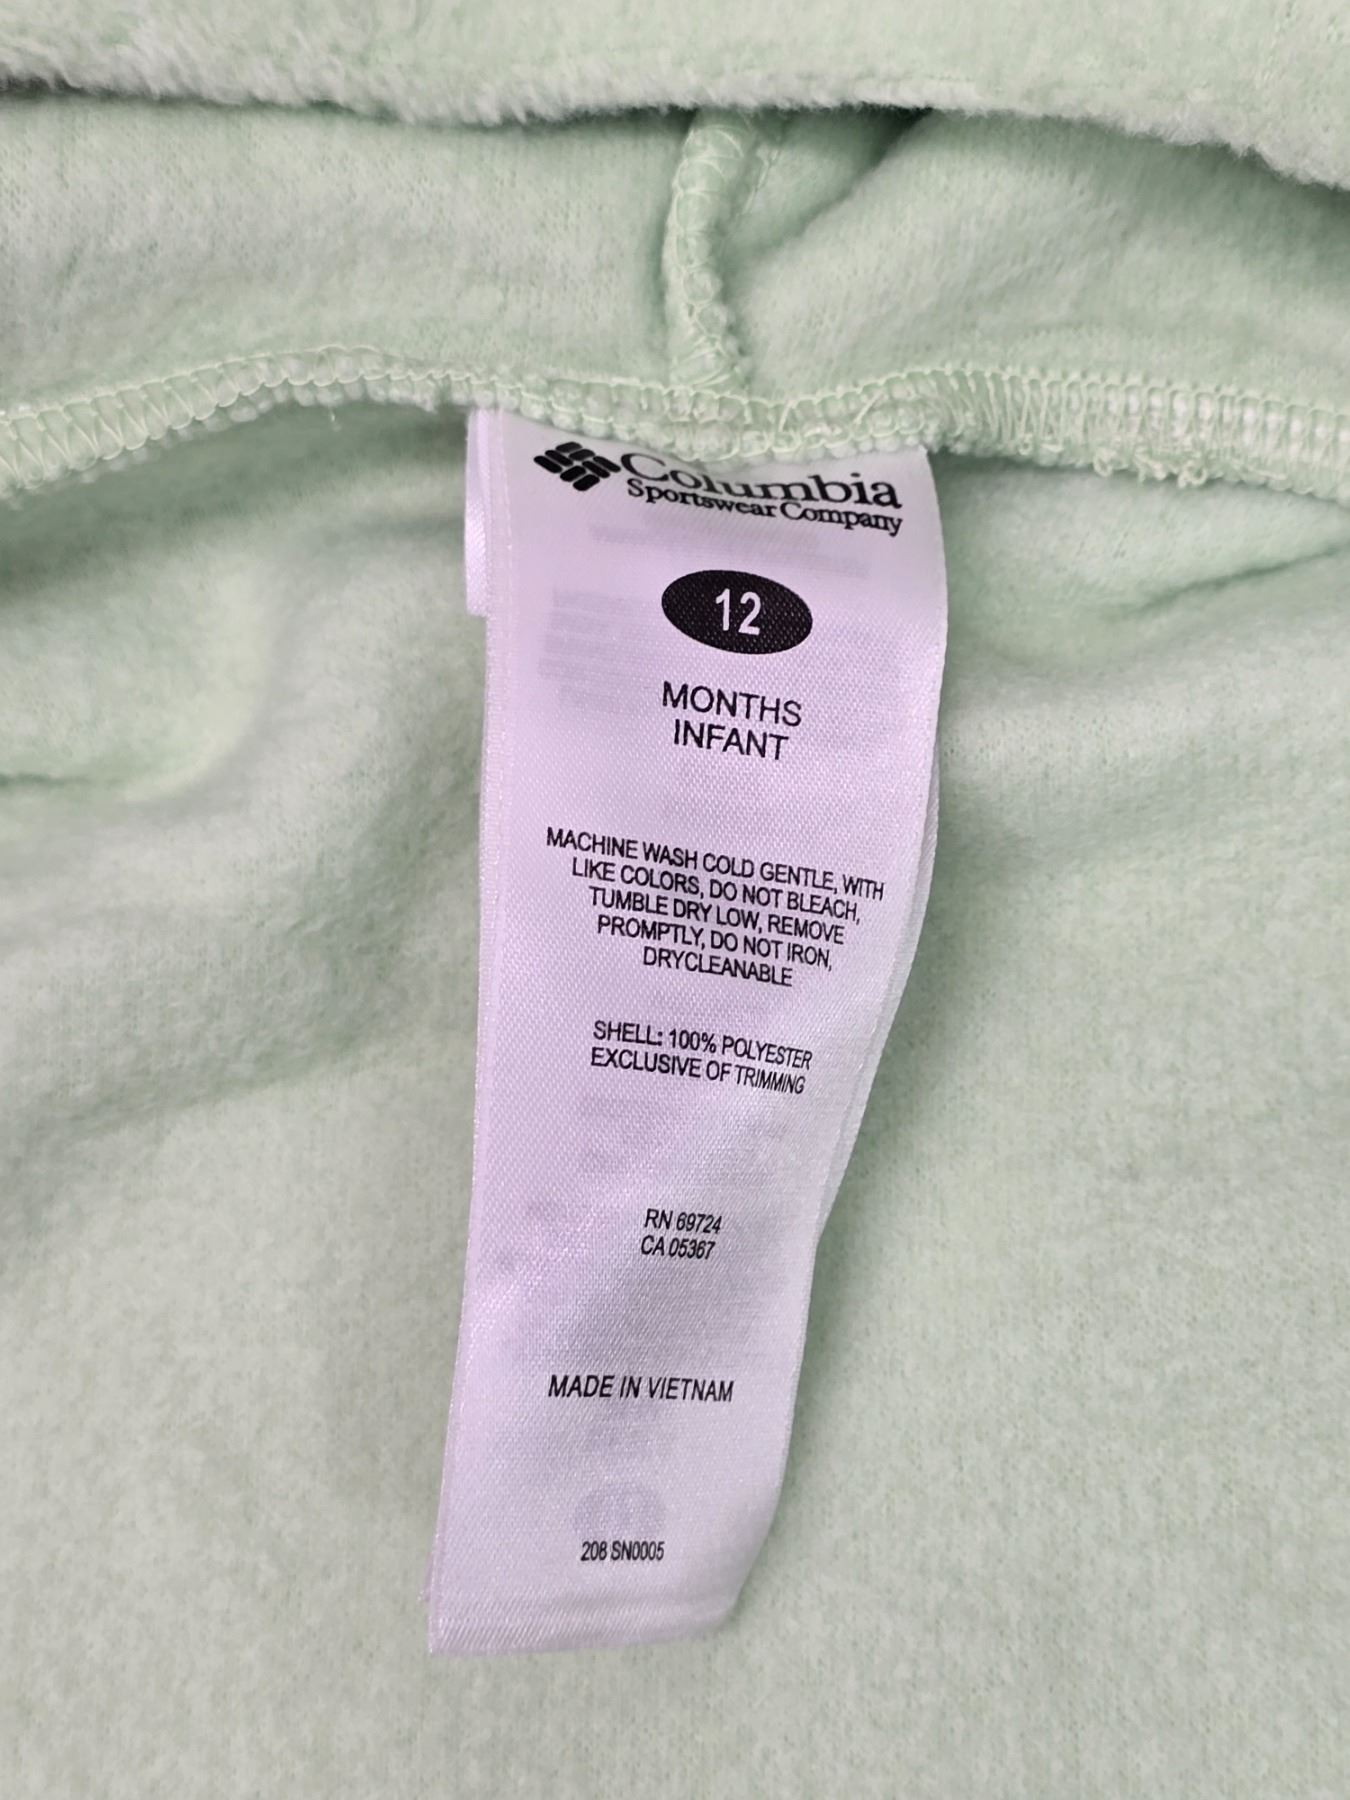 Columbia
Sportswear Company
12
MONTHS
INFANT
MACHINE WASH COLD GENTLE, WITH
LIKE COLORS, DO NOT BLEACH,
TUMBLE DRY LOW, REMOVE
PROMPTLY, DO NOT IRON,
DRYCLEANABLE
SHELL: 100% POLYESTER
EXCLUSIVE OF TRIMMING
RN 69724
CA 05367
MADE IN VIETNAM
208 SN0005